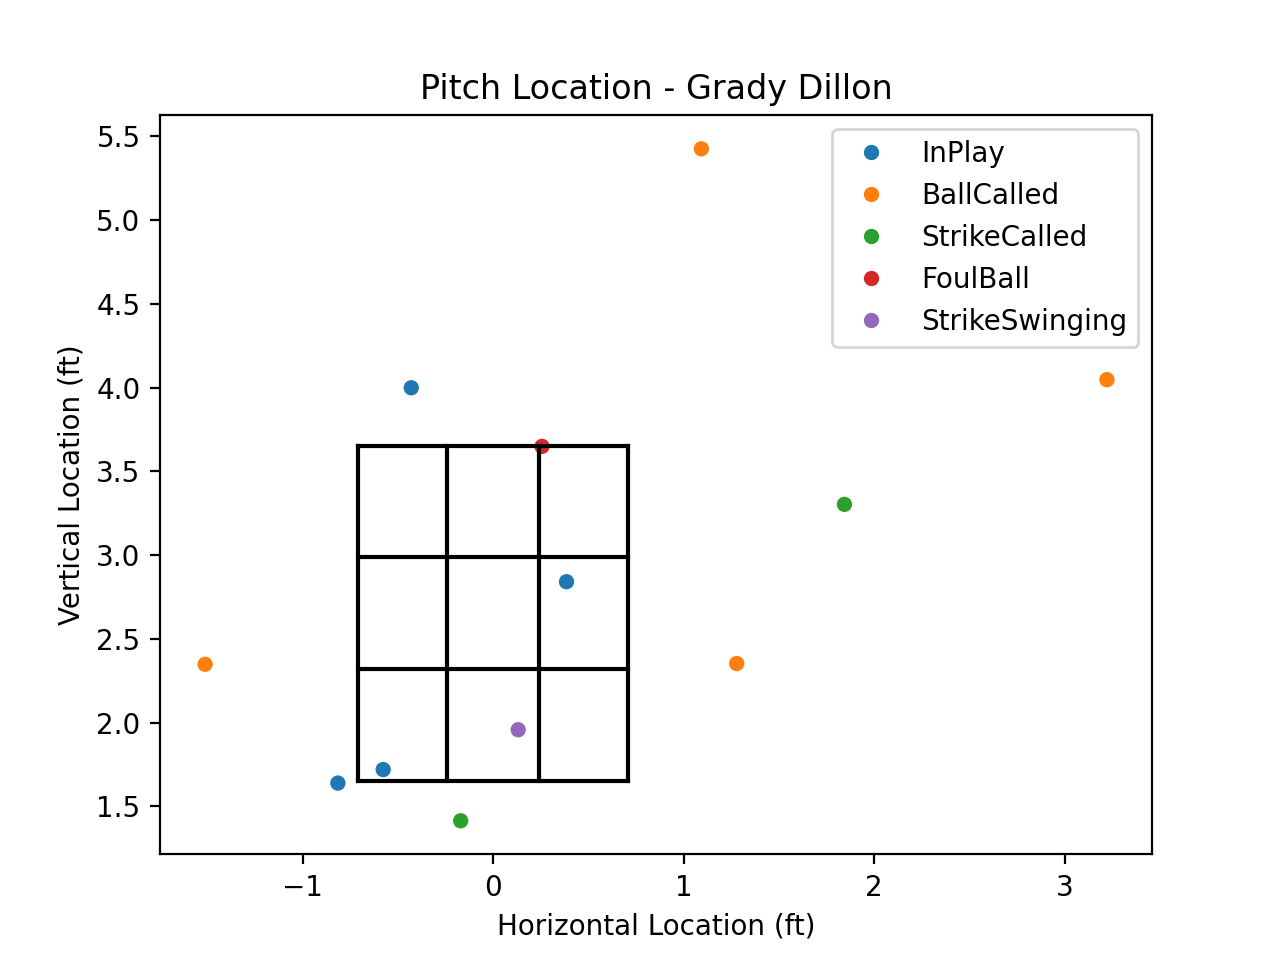 Pitch Location - Grady Dillon
5.5
5.0
4.5
4.0
3.5
3.0
2.5
2.0
1.5
Vertical Location (ft)
InPlay
BallCalled
StrikeCalled
FoulBall
StrikeSwinging
−1 0 1 2 3
Horizontal Location (ft)